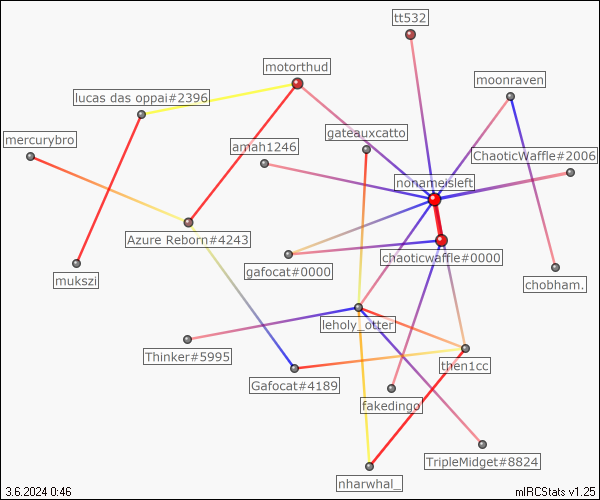 tt532
motorthud
moonraven
lucas das oppai#2396
gateauxcatto
mercurybro
amah1246
ChaoticWaffle#2006
nonameisleft
Azure Reborn#4243
chaoticwaffle#0000
gafocat#0000
mukszi
chobham.
leholy_otter
Thinker#5995
then1cc
Gafocat#4189
fakedingo
TripleMidget#8824
nharwhal_
3.6.2024 0:46
mIRCStats v1.25